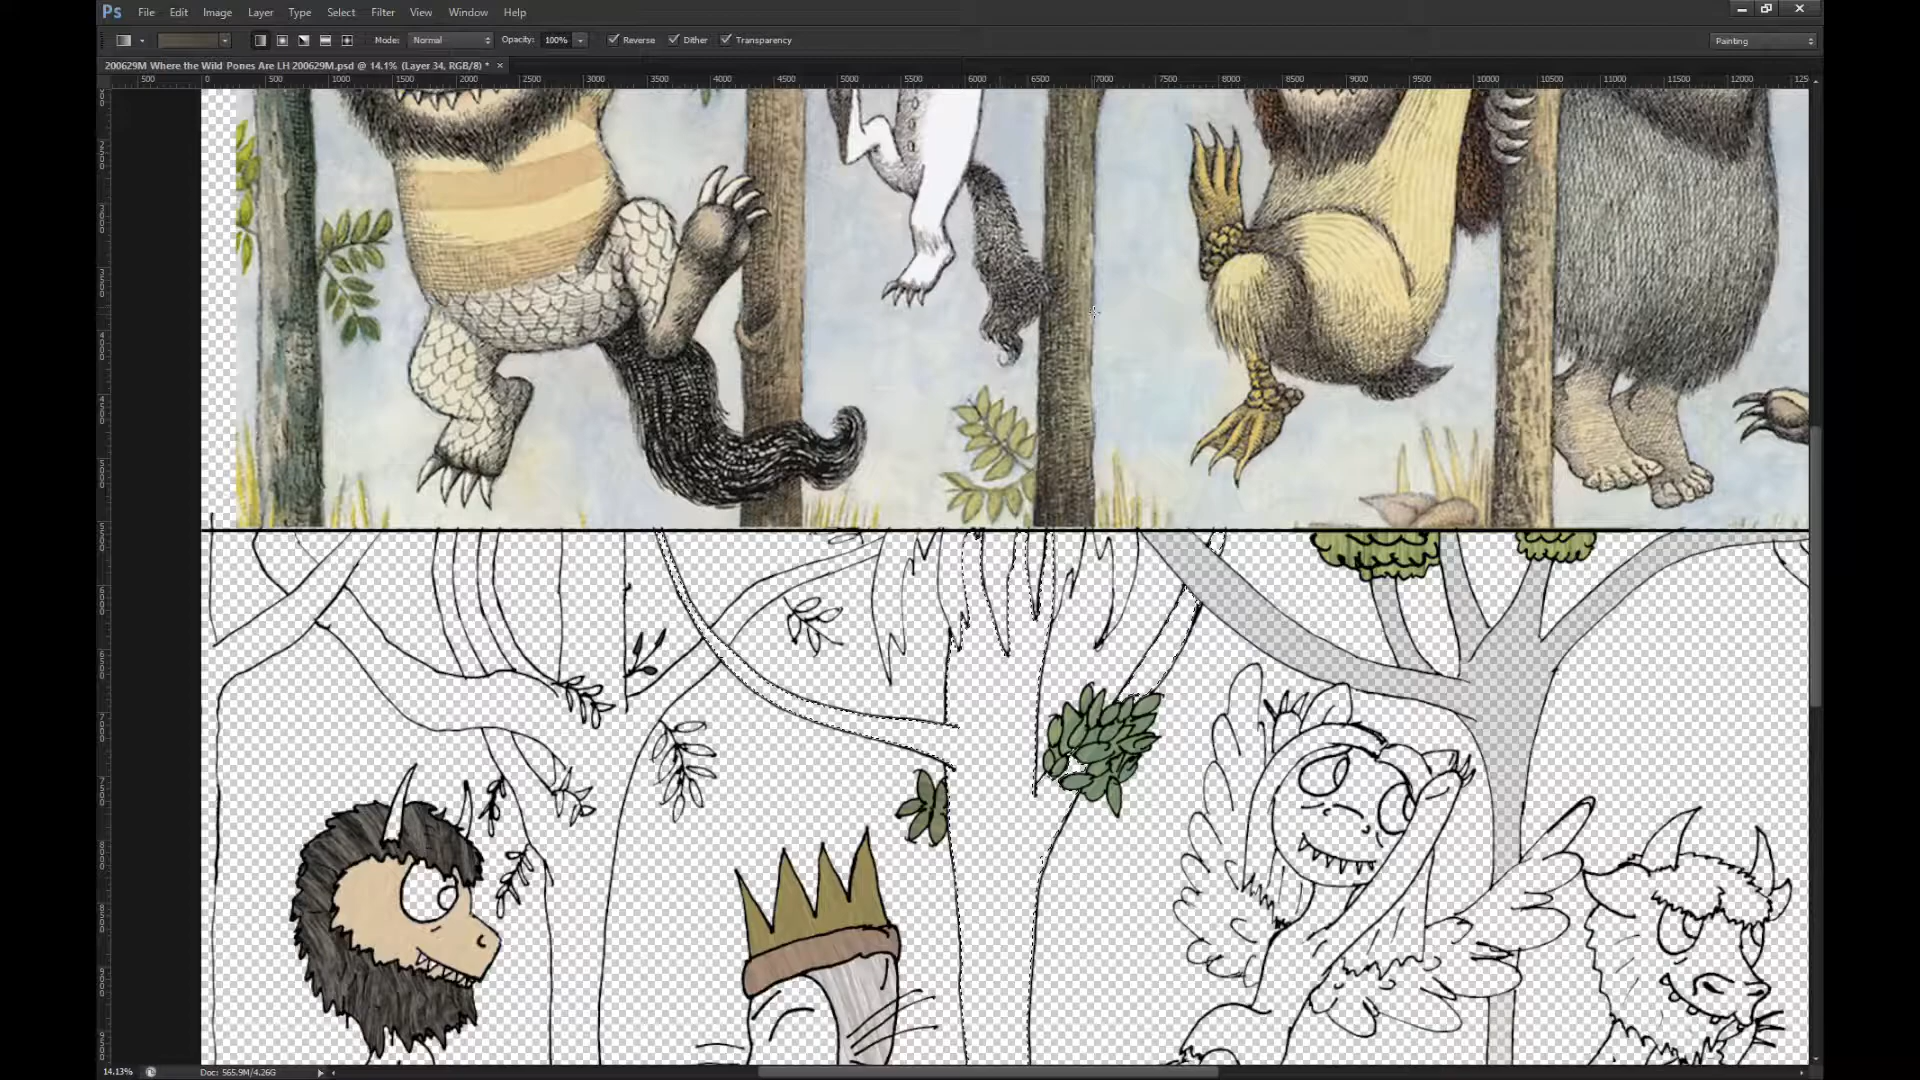 Ps File Edit Image Layer Type Select Filter View Window Help
Mode: Normal Opacity: 100% Reverse Dither Transparency Painting
200629M Where the Wild Pones Are LH 200629M.psd @ 14.1% (Layer 34, RGB/8) * ×
500 0 500 1000 1500 2000 2500 3000 3500 4000 4500 5000 5500 6000 6500 7000 7500 8000 8500 9000 9500 10000 10500 11000 11500 12000 125
14.13% Doc: 565.9M/4.26G